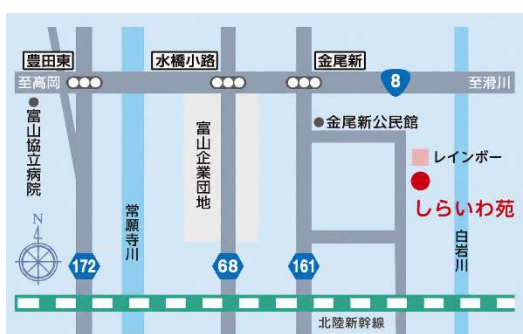 豊田東
水橋小路
金尾新
至高岡
8
至滑川
富山協立病院
富山企業団地
金尾新公民館
レインボー
しらいわ苑
常願寺川
白岩川
N
172
68
161
北陸新幹線